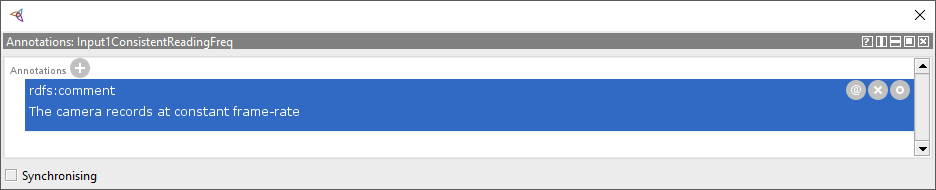 Annotations: Input1ConsistentReadingFreq
Annotations
rdfs:comment
The camera records at constant frame-rate
Synchronising